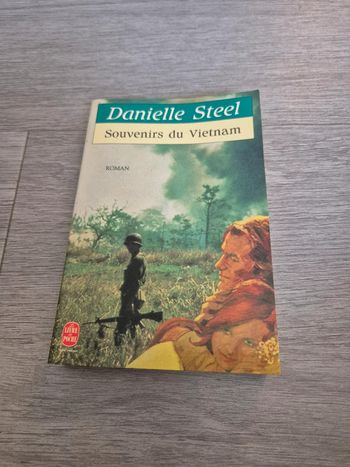 Danielle Steel
Souvenirs du Vietnam
ROMAN
LE LIVRE
DE
POCHE